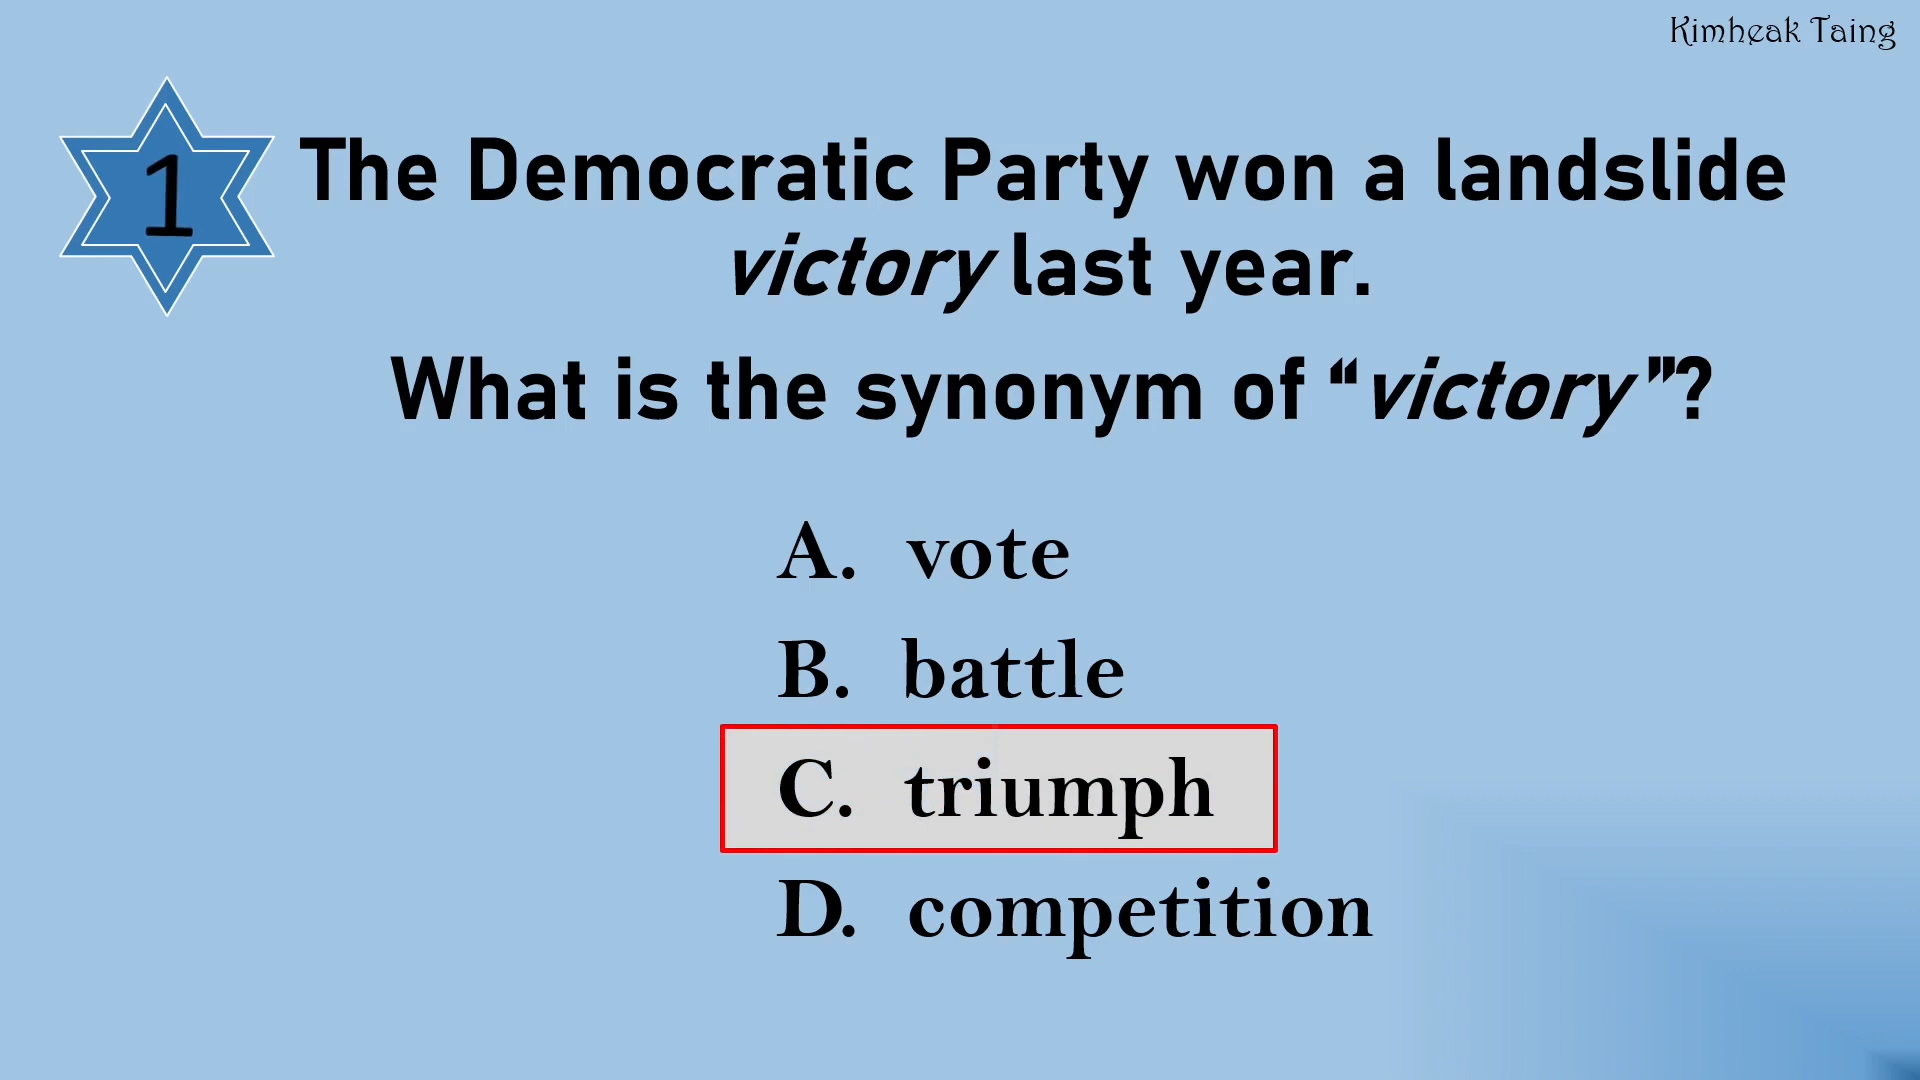 Kimheak Taing
1
The Democratic Party won a landslide
victory last year.
What is the synonym of “victory”?
A. vote
B. battle
C. triumph
D. competition